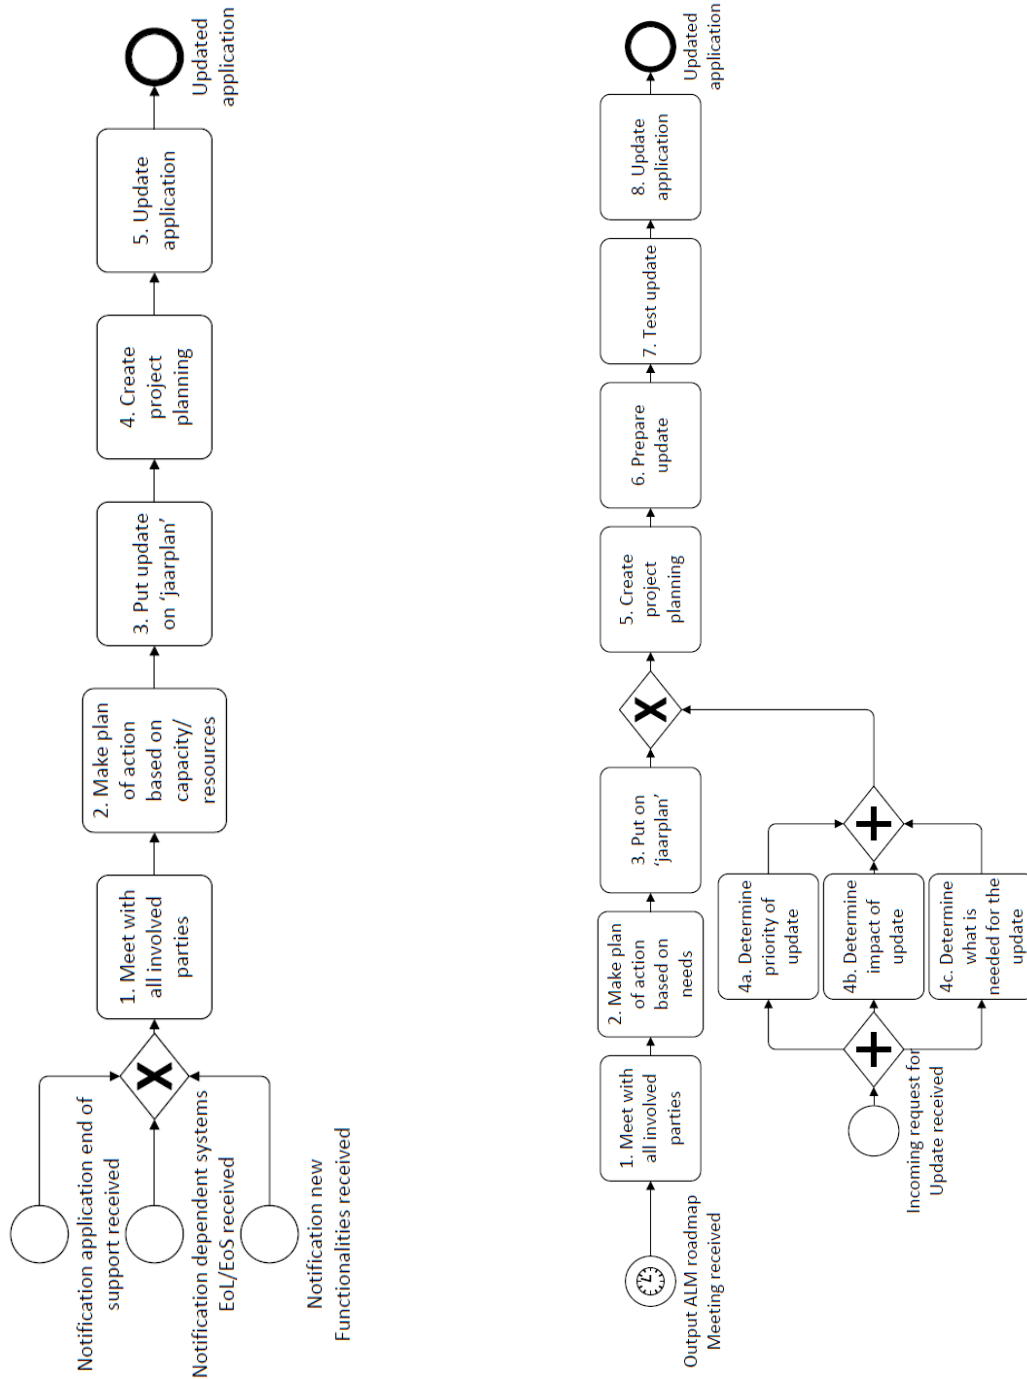 Notification application end of
support received
Notification dependent systems
EoL/EoS received
Notification new
Functionalities received
X
1. Meet with
all involved
parties
2. Make plan
of action
based on
capacity/
resources
3. Put update
on ‘jaarplan’
4. Create
project
planning
5. Update
application
Updated
application
Output ALM roadmap
Meeting received
1. Meet with
all involved
parties
2. Make plan
of action
based on
needs
3. Put on
‘jaarplan’
Incoming request for
Update received
4a. Determine
priority of
update
4b. Determine
impact of
update
4c. Determine
what is
needed for the
update
X
5. Create
project
planning
6. Prepare
update
7. Test update
8. Update
application
Updated
application